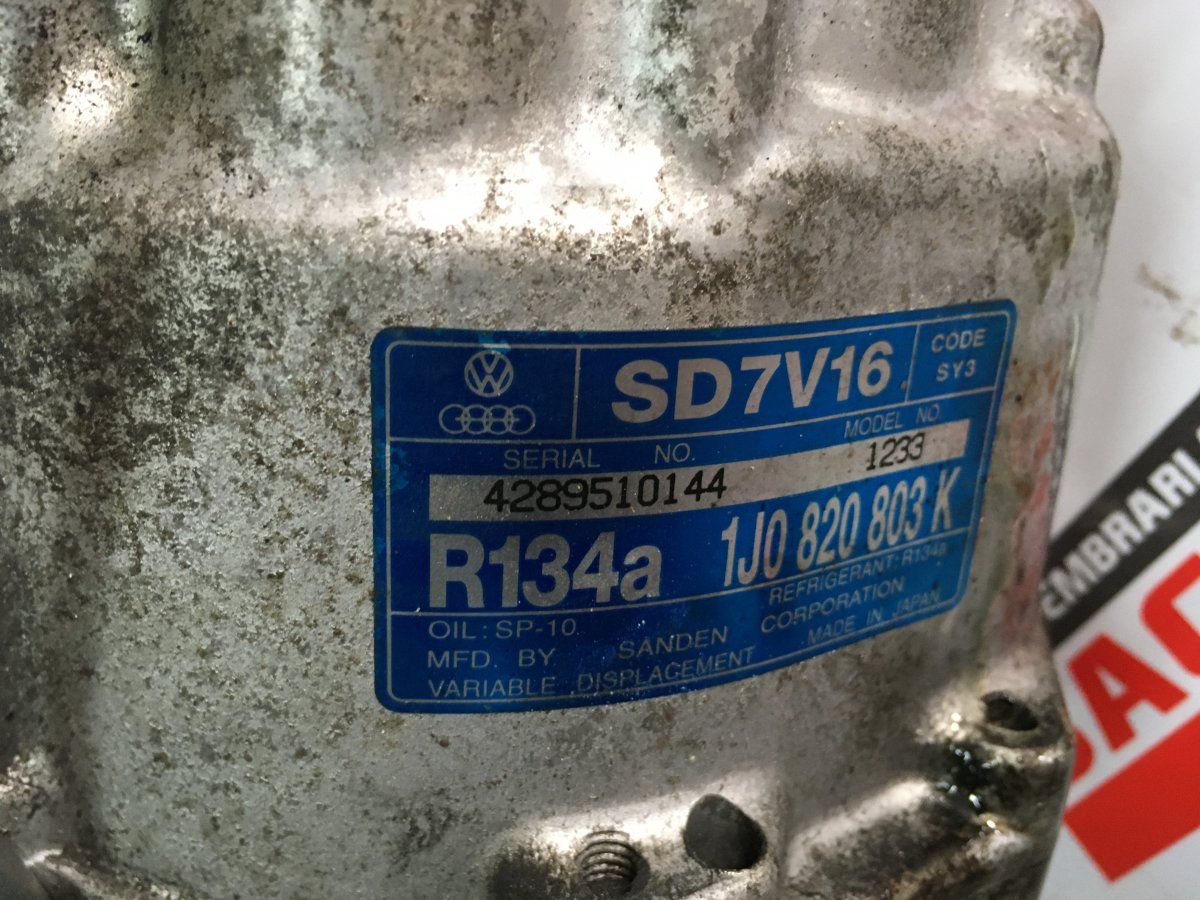 SD7V16
CODE
SY3
SERIAL NO.
MODEL NO.
4289510144
1233
R134a
1J0 820 803 K
REFRIGERANT: R134a
OIL: SP-10
MFD. BY SANDEN CORPORATION
VARIABLE DISPLACEMENT
MADE IN JAPAN
EMBRARI